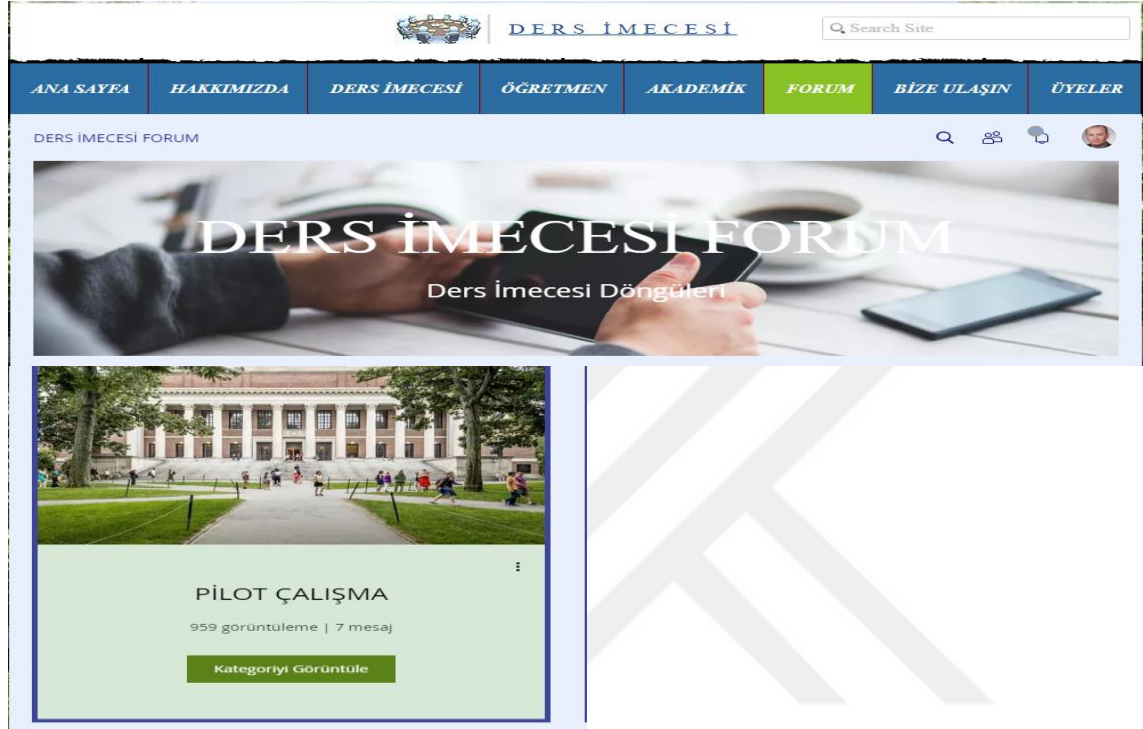 DERS İMECESİ
Search Site
ANA SAYFA HAKKIMIZDA DERS İMECESİ ÖĞRETMEN AKADEMİK FORUM BİZE ULAŞIN ÜYELER
DERS İMECESİ FORUM
DERS İMECESİ FORUM
Ders İmecesi Döngüleri
PİLOT ÇALIŞMA
959 görüntüleme | 7 mesaj
Kategoriyi Görüntüle